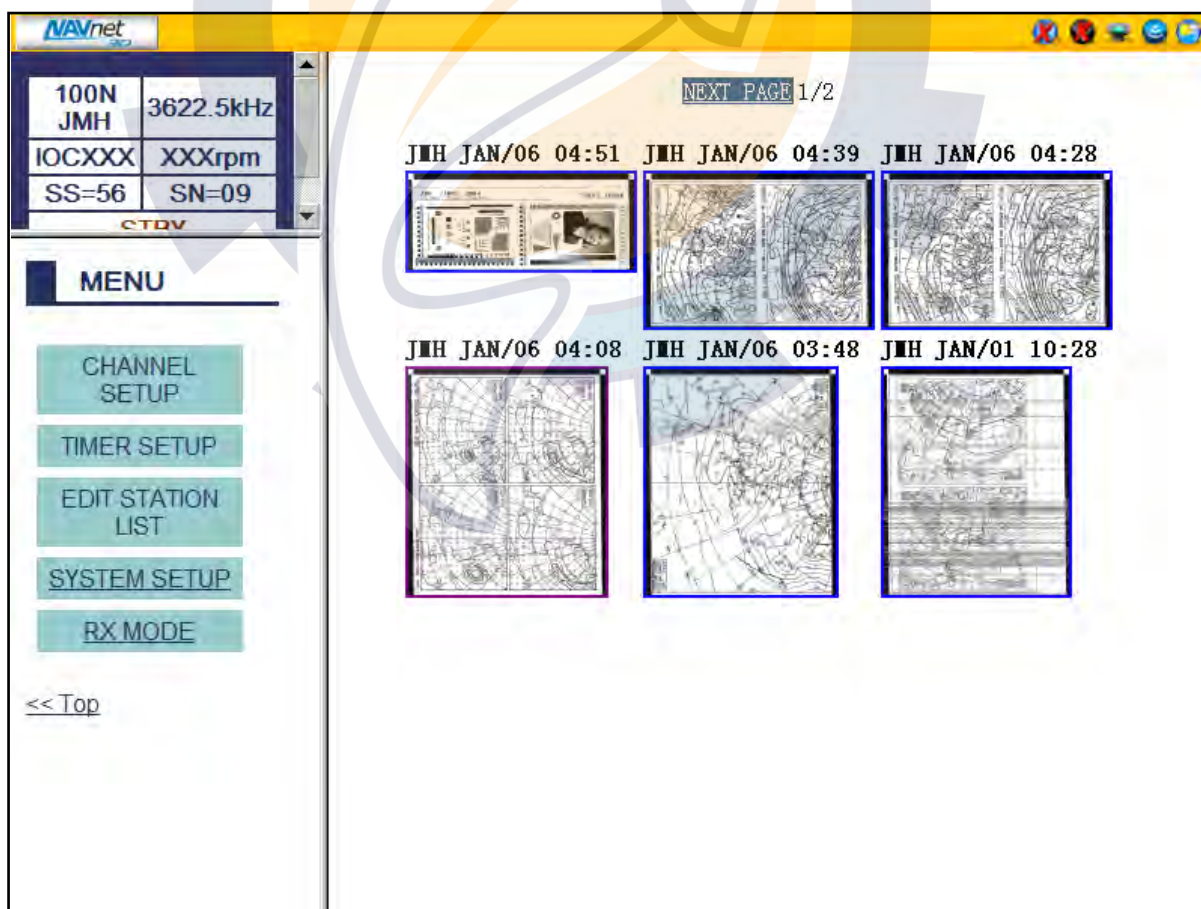 NAVnet
3D
100N
JMH
3622.5kHz
IOCXXX
XXXrpm
SS=56
SN=09
STBY
MENU
CHANNEL
SETUP
TIMER SETUP
EDIT STATION
LIST
SYSTEM SETUP
RX MODE
<< Top
NEXT PAGE 1/2
JMH JAN/06 04:51
JMH JAN/06 04:39
JMH JAN/06 04:28
JMH JAN/06 04:08
JMH JAN/06 03:48
JMH JAN/01 10:28